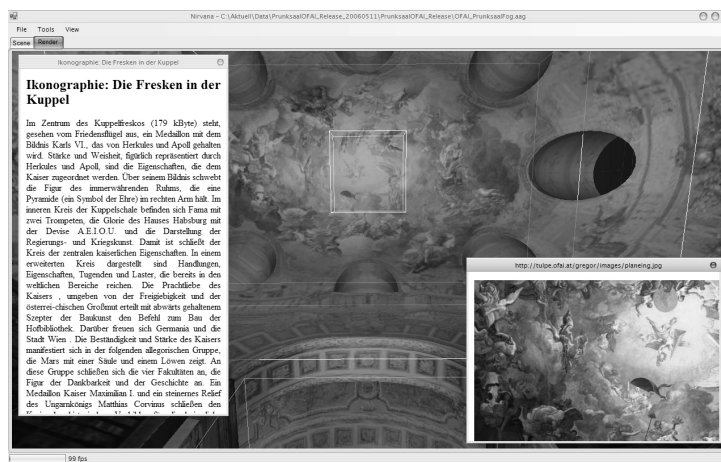 Nirvana – C:\Aktuell\Data\PrunksaalOFAI_Release_20060511\PrunksaalOFAI_Release\OFAI_PrunksaalFog.aag
File Tools View
Scene Render
Ikonographie: Die Fresken in der Kuppel
Ikonographie: Die Fresken in der
Kuppel
Im Zentrum des Kuppelfreskos (179 kByte) steht,
gesehen vom Friedensflügel aus, ein Medaillon mit dem
Bildnis Karls VI., das von Herkules und Apoll gehalten
wird. Stärke und Weisheit, figürlich repräsentiert durch
Herkules und Apoll, sind die Eigenschaften, die dem
Kaiser zugeordnet werden. Über seinem Bildnis schwebt
die Figur des immerwährenden Ruhms, die eine
Pyramide (ein Symbol der Ehre) im rechten Arm hält. Im
inneren Kreis der Kuppelschale befinden sich Fama mit
zwei Trompeten, die Glorie des Hauses Habsburg mit
der Devise A.E.I.O.U. und die Darstellung der
Regierungs- und Kriegskunst. Damit ist schließt der
Kreis der zentralen kaiserlichen Eigenschaften. In einem
erweiterten Kreis dargestellt sind Handlungen,
Eigenschaften, Tugenden und Laster, die bereits in den
weltlichen Bereiche reichen. Die Prachtliebe des
Kaisers , umgeben von der Freigiebigkeit und der
österrei-chischen Großmut erteilt mit abwärts gehaltenem
Szepter der Baukunst den Befehl zum Bau der
Hofbibliothek. Darüber freuen sich Germania und die
Stadt Wien . Die Beständigkeit und Stärke des Kaisers
manifestiert sich in der folgenden allegorischen Gruppe,
die Mars mit einer Säule und einem Löwen zeigt. An
diese Gruppe schließen sich die vier Fakultäten an, die
Figur der Dankbarkeit und der Geschichte an. Ein
Medaillon Kaiser Maximilian I. und ein steinernes Relief
des Ungarnkönigs Matthias Corvinus schließen den
http://tulpe.ofai.at/gregor/images/planeing.jpg
99 fps